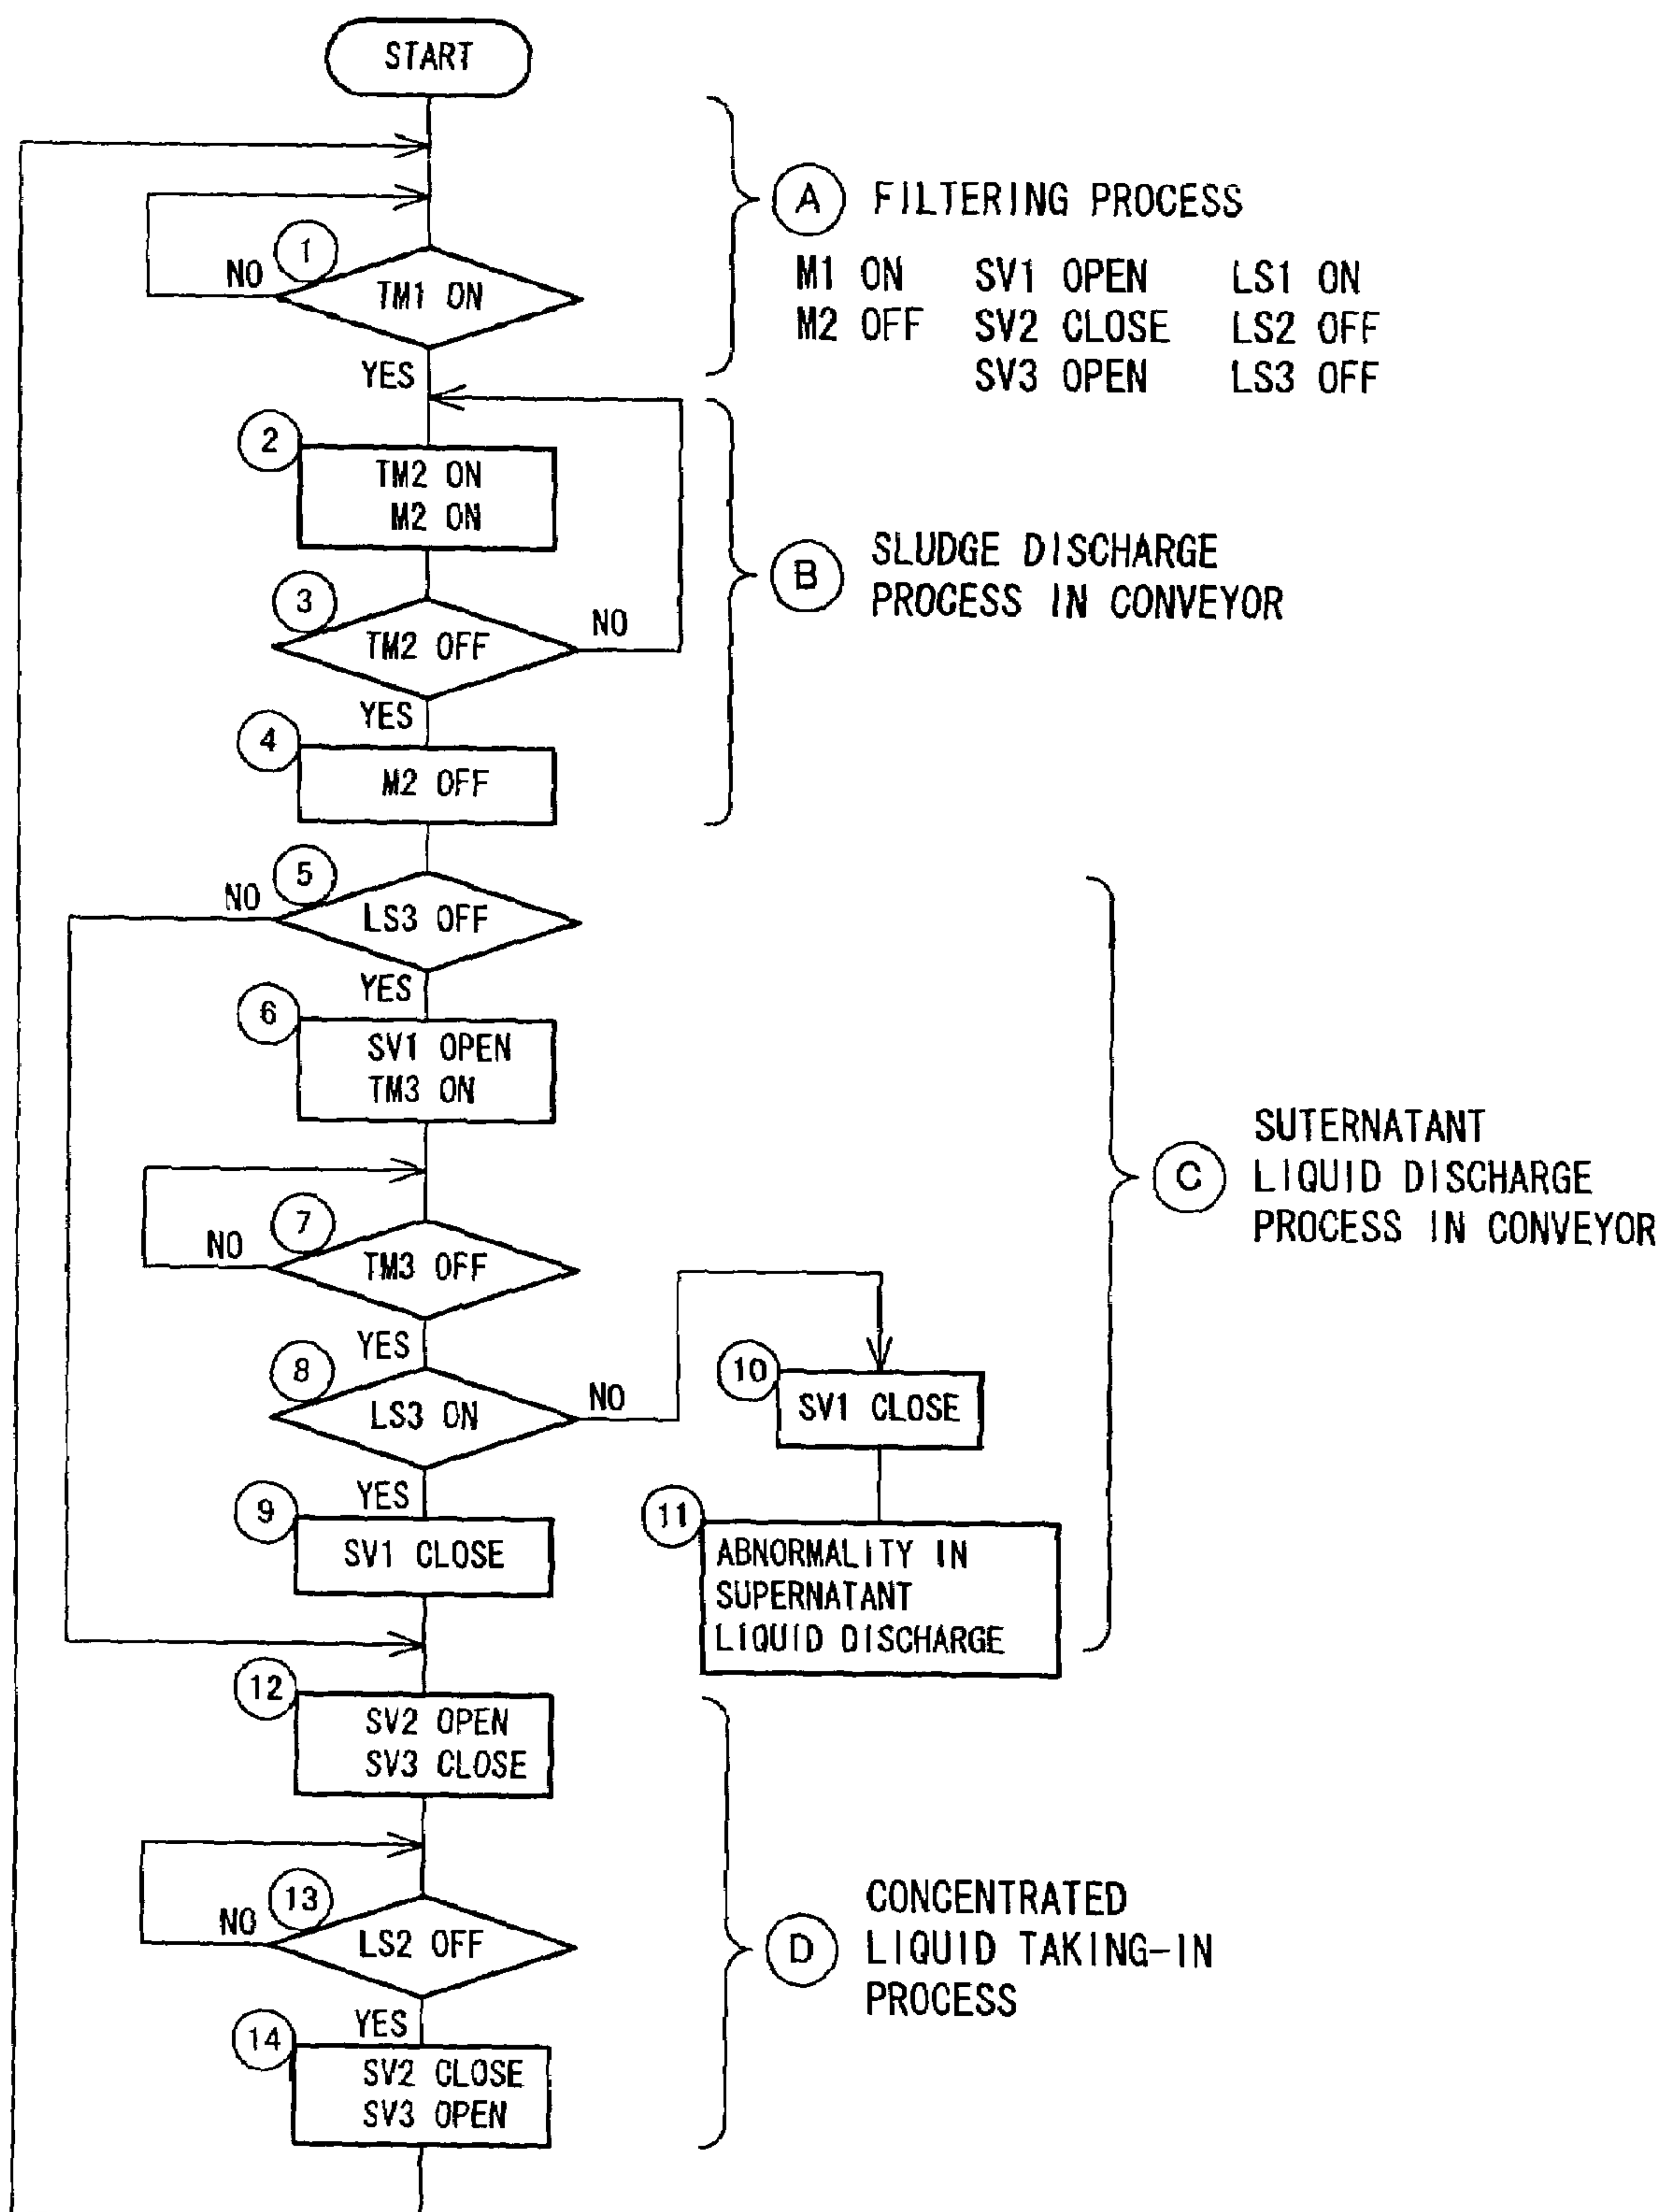 START
A FILTERING PROCESS
M1 ON SV1 OPEN LS1 ON
M2 OFF SV2 CLOSE LS2 OFF
SV3 OPEN LS3 OFF
1
NO
TM1 ON
YES
2
TM2 ON
M2 ON
B
SLUDGE DISCHARGE
PROCESS IN CONVEYOR
3
TM2 OFF
NO
YES
4
M2 OFF
5
NO
LS3 OFF
YES
6
SV1 OPEN
TM3 ON
C
SUTERNATANT
LIQUID DISCHARGE
PROCESS IN CONVEYOR
7
NO
TM3 OFF
YES
8
LS3 ON
NO
10
SV1 CLOSE
YES
9
SV1 CLOSE
11
ABNORMALITY IN
SUPERNATANT
LIQUID DISCHARGE
12
SV2 OPEN
SV3 CLOSE
D
CONCENTRATED
LIQUID TAKING-IN
PROCESS
13
NO
LS2 OFF
YES
14
SV2 CLOSE
SV3 OPEN